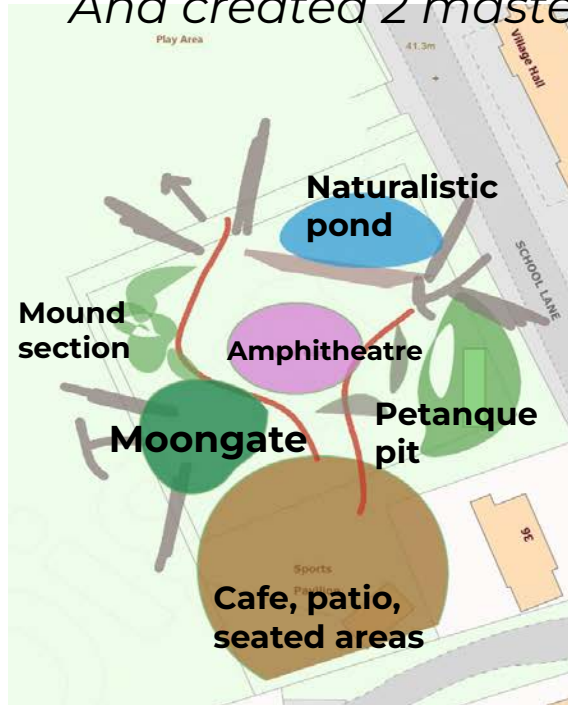 And created 2 maste
Play Area
41.3m
Village Hall
Naturalistic
pond
SCHOOL LANE
Mound
section
Amphitheatre
Petanque
pit
Moongate
36
Sports
Cafe, patio,
seated areas